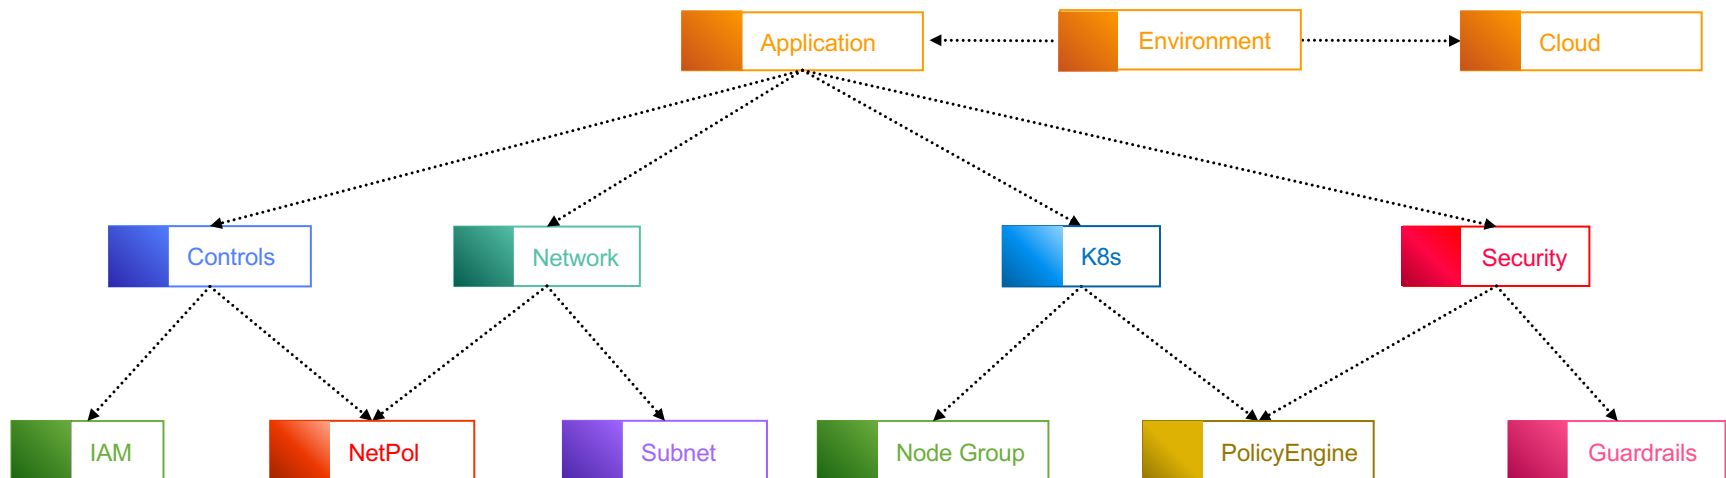 Application
Environment
Cloud
Controls
Network
K8s
Security
IAM
NetPol
Subnet
Node Group
PolicyEngine
Guardrails